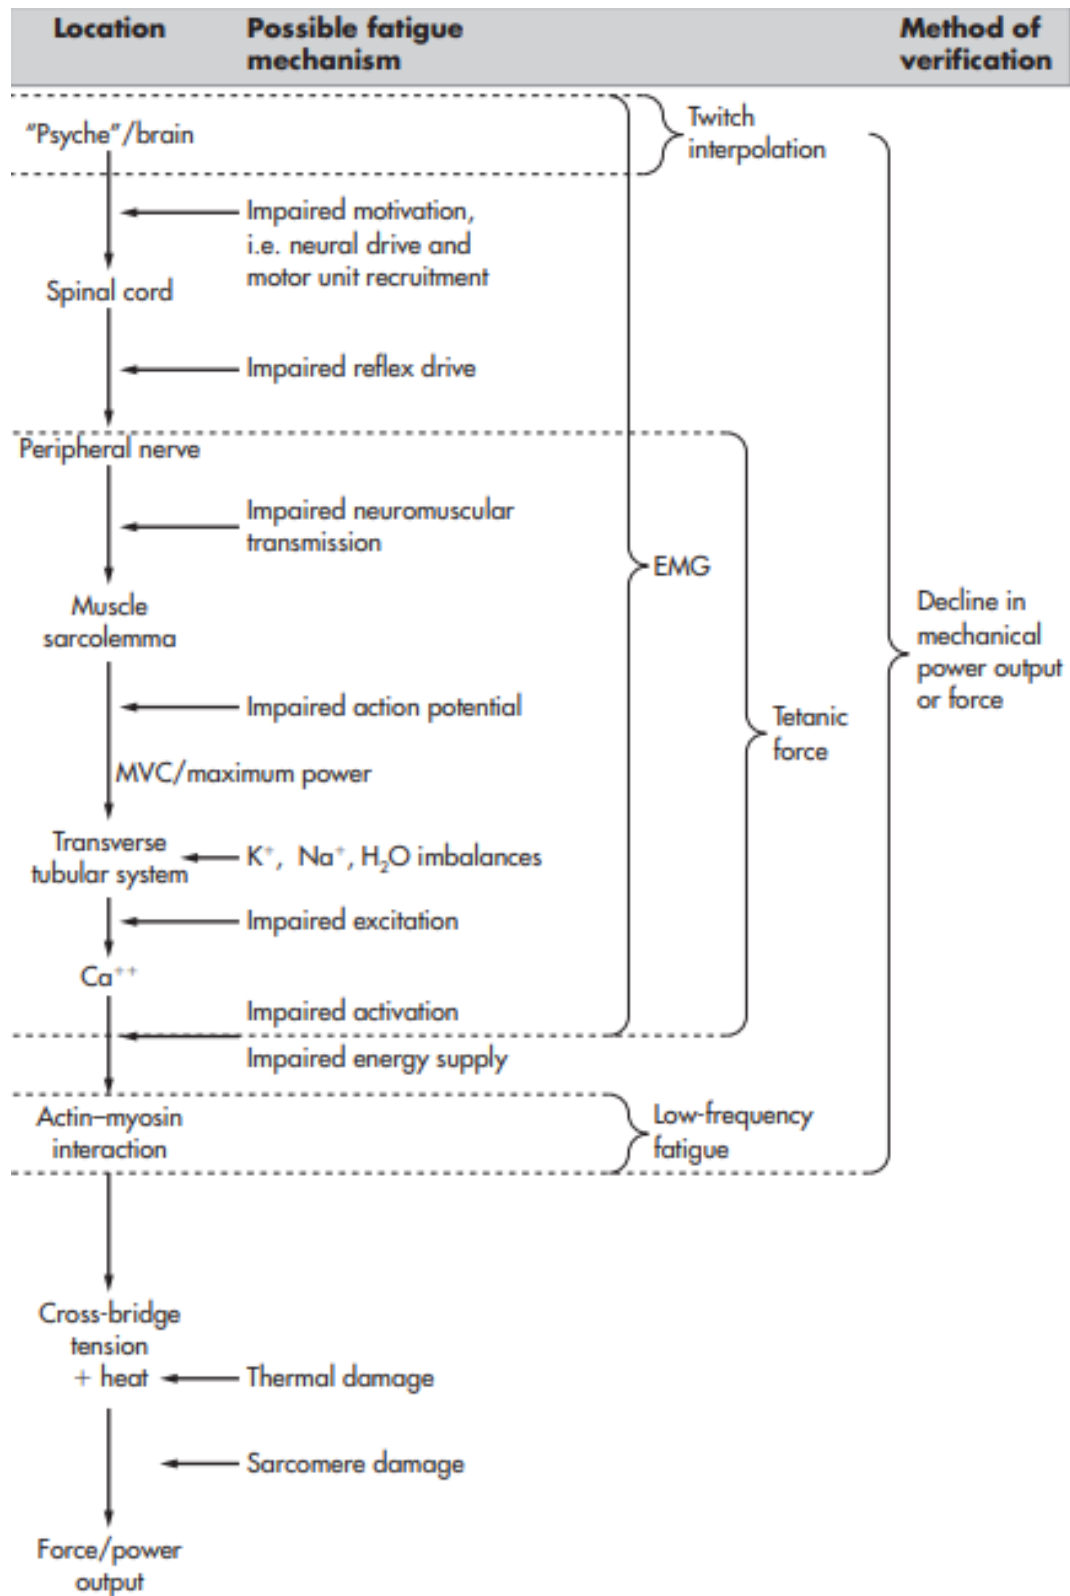 Location
Possible fatigue
mechanism
Method of
verification
“Psyche”/brain
Twitch
interpolation
Impaired motivation,
i.e. neural drive and
motor unit recruitment
Spinal cord
Impaired reflex drive
Peripheral nerve
Impaired neuromuscular
transmission
EMG
Muscle
sarcolemma
Decline in
mechanical
power output
or force
Impaired action potential
Tetanic
force
MVC/maximum power
Transverse
tubular system
K⁺, Na⁺, H₂O imbalances
Impaired excitation
Ca⁺⁺
Impaired activation
Impaired energy supply
Actin–myosin
interaction
Low-frequency
fatigue
Cross-bridge
tension
+ heat
Thermal damage
Sarcomere damage
Force/power
output